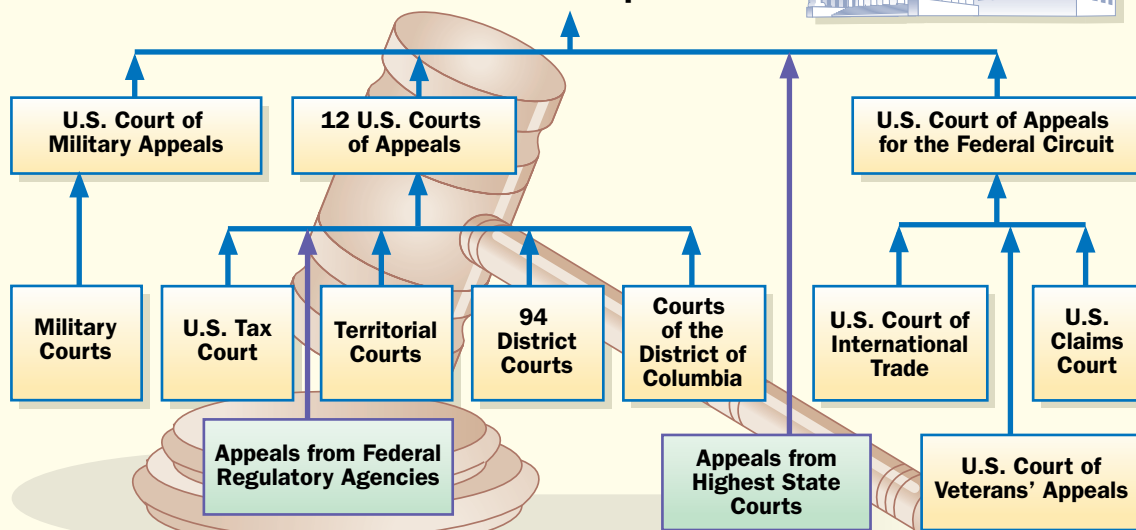 U.S. Court of
Military Appeals
12 U.S. Courts
of Appeals
U.S. Court of Appeals
for the Federal Circuit
Military
Courts
U.S. Tax
Court
Territorial
Courts
94
District
Courts
Courts
of the
District of
Columbia
U.S. Court of
International
Trade
U.S.
Claims
Court
Appeals from Federal
Regulatory Agencies
Appeals from
Highest State
Courts
U.S. Court of
Veterans’ Appeals